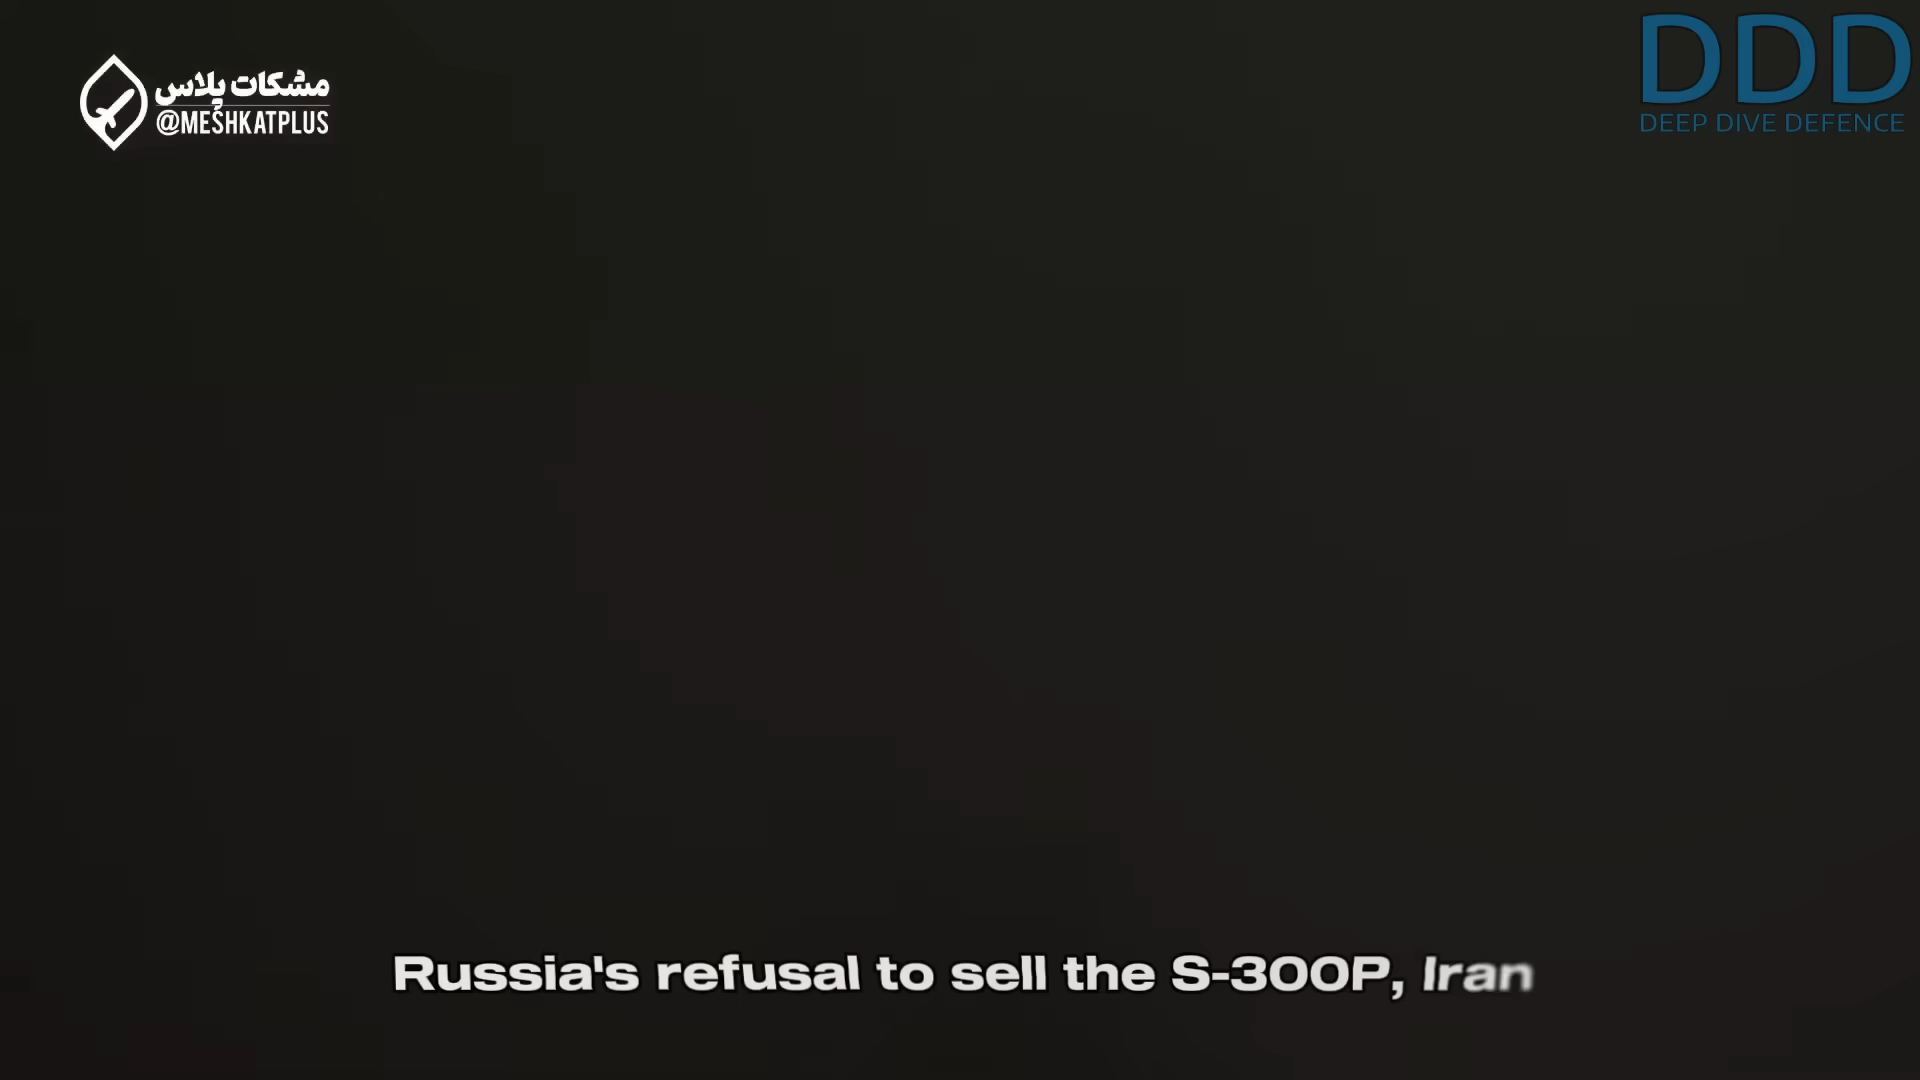 مشکات پلاس
@MESHKATPLUS
DDD
DEEP DIVE DEFENCE
Russia's refusal to sell the S-300P, Iran